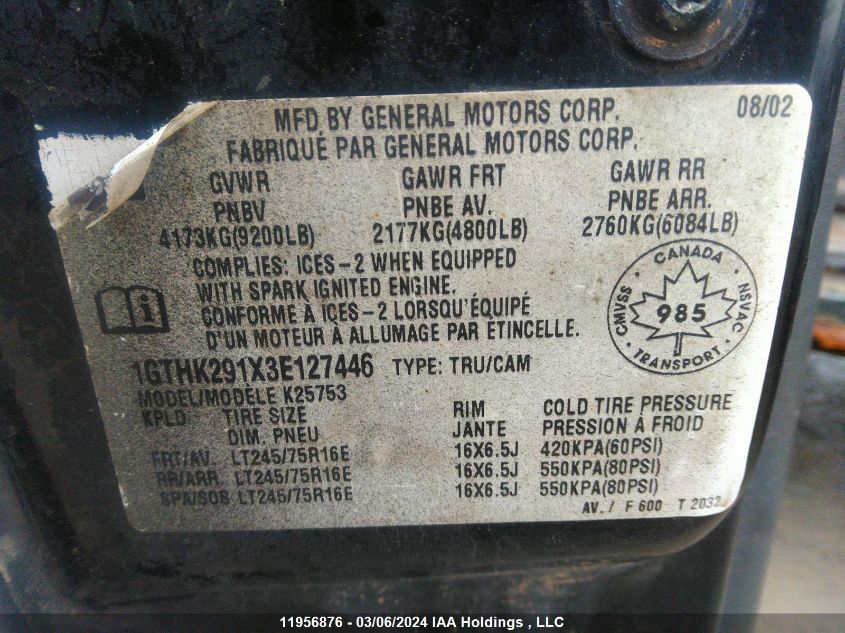 MFD BY GENERAL MOTORS CORP. 08/02
FABRIQUÉ PAR GENERAL MOTORS CORP.
GVWR GAWR FRT GAWR RR
PNBV PNBE AV. PNBE ARR.
4173KG(9200LB) 2177KG(4800LB) 2760KG(6084LB)
COMPLIES: ICES-2 WHEN EQUIPPED
WITH SPARK IGNITED ENGINE.
CONFORME À ICES-2 LORSQU'ÉQUIPÉ
D'UN MOTEUR À ALLUMAGE PAR ETINCELLE.
CANADA
CMVSS 985 NSVAC
TRANSPORT
1GTHK291X3E127446 TYPE: TRU/CAM
MODEL/MODÈLE K25753
KPLD TIRE SIZE RIM COLD TIRE PRESSURE
DIM. PNEU JANTE PRESSION À FROID
FRT/AV. LT245/75R16E 16X6.5J 420KPA(60PSI)
RR/ARR. LT245/75R16E 16X6.5J 550KPA(80PSI)
SPA/SOS LT245/75R16E 16X6.5J 550KPA(80PSI)
AV. / F 600 T 2032
11956876 - 03/06/2024 IAA Holdings , LLC